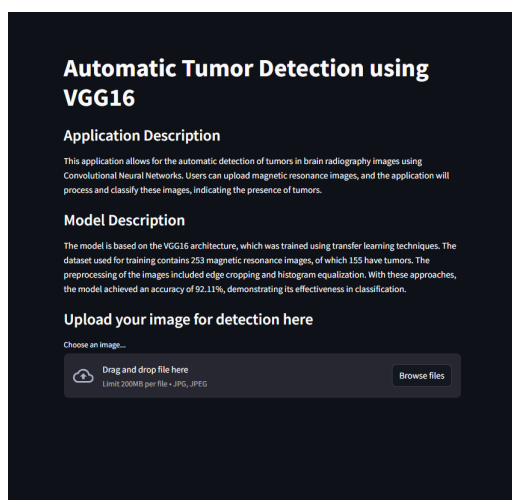 Automatic Tumor Detection using
VGG16
Application Description
This application allows for the automatic detection of tumors in brain radiography images using
Convolutional Neural Networks. Users can upload magnetic resonance images, and the application will
process and classify these images, indicating the presence of tumors.
Model Description
The model is based on the VGG16 architecture, which was trained using transfer learning techniques. The
dataset used for training contains 253 magnetic resonance images, of which 155 have tumors. The
preprocessing of the images included edge cropping and histogram equalization. With these approaches,
the model achieved an accuracy of 92.11%, demonstrating its effectiveness in classification.
Upload your image for detection here
Choose an image...
Drag and drop file here
Limit 200MB per file • JPG, JPEG
Browse files